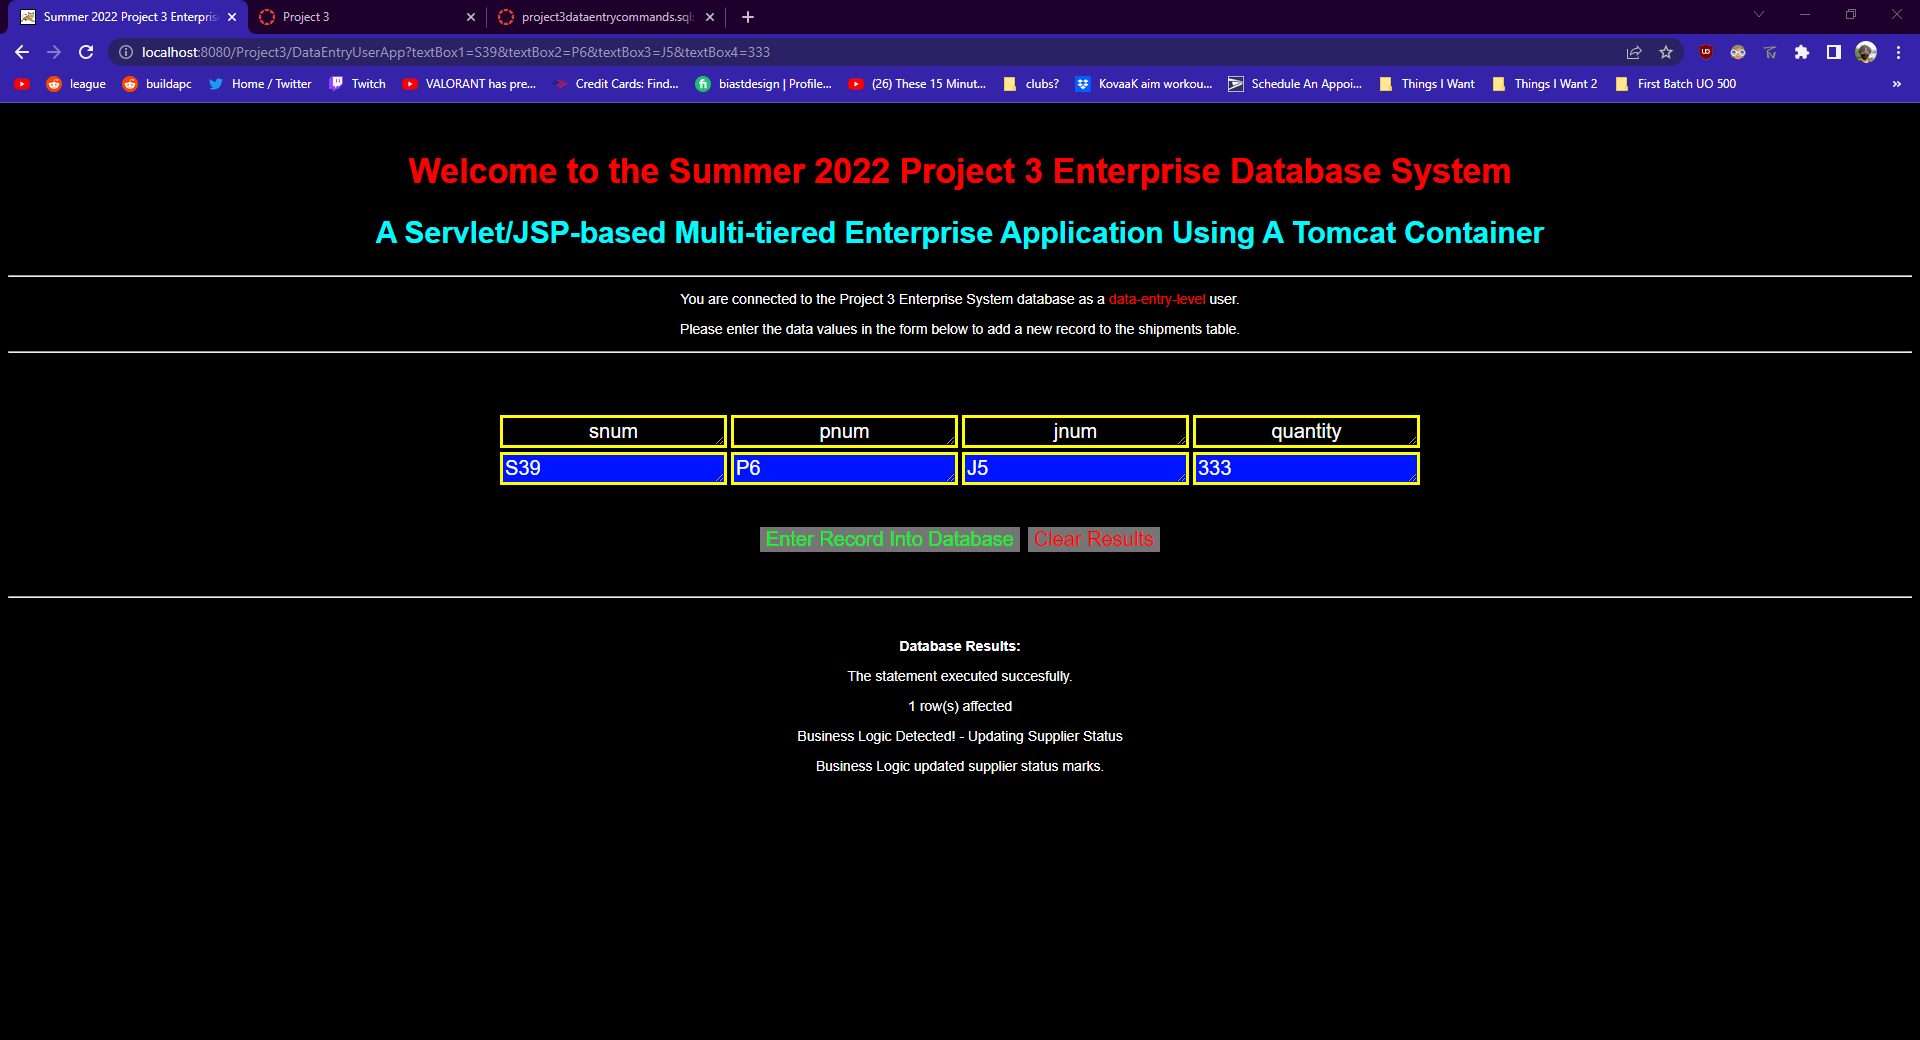 Summer 2022 Project 3 Enterpris
Project 3
project3dataentrycommands.sql
localhost:8080/Project3/DataEntryUserApp?textBox1=S39&textBox2=P6&textBox3=J5&textBox4=333
league
buildapc
Home / Twitter
Twitch
VALORANT has pre...
Credit Cards: Find...
biastdesign | Profile...
(26) These 15 Minut...
clubs?
KovaaK aim workou...
Schedule An Appoi...
Things I Want
Things I Want 2
First Batch UO 500
»
Welcome to the Summer 2022 Project 3 Enterprise Database System
A Servlet/JSP-based Multi-tiered Enterprise Application Using A Tomcat Container
You are connected to the Project 3 Enterprise System database as a data-entry-level user.
Please enter the data values in the form below to add a new record to the shipments table.
snum pnum jnum quantity
S39 P6 J5 333
Enter Record Into Database Clear Results
Database Results:
The statement executed succesfully.
1 row(s) affected
Business Logic Detected! - Updating Supplier Status
Business Logic updated supplier status marks.